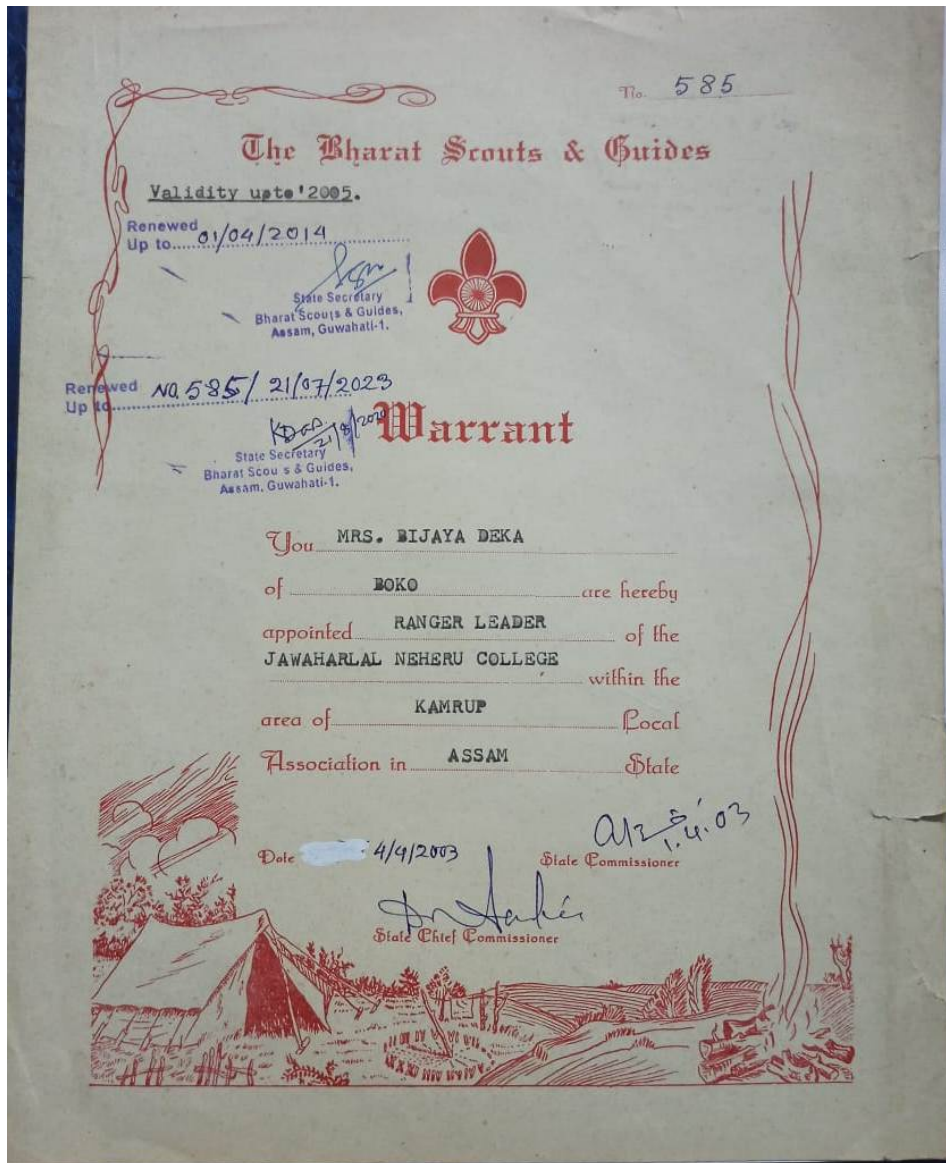 No. 585
The Bharat Scouts & Guides
Validity upto'2005.
Renewed
Up to 01/04/2014
State Secretary
Bharat Scouts & Guides,
Assam, Guwahati-1.
Renewed
Up to NO. 585/ 21/07/2023
21/8/2020
State Secretary
Bharat Scou s & Guides,
Assam, Guwahati-1.
Warrant
You MRS. BIJAYA DEKA
of BOKO are hereby
appointed RANGER LEADER of the
JAWAHARLAL NEHERU COLLEGE
within the
area of KAMRUP Local
Association in ASSAM State
1.4.03
Date 4/4/2003 State Commissioner
State Chief Commissioner